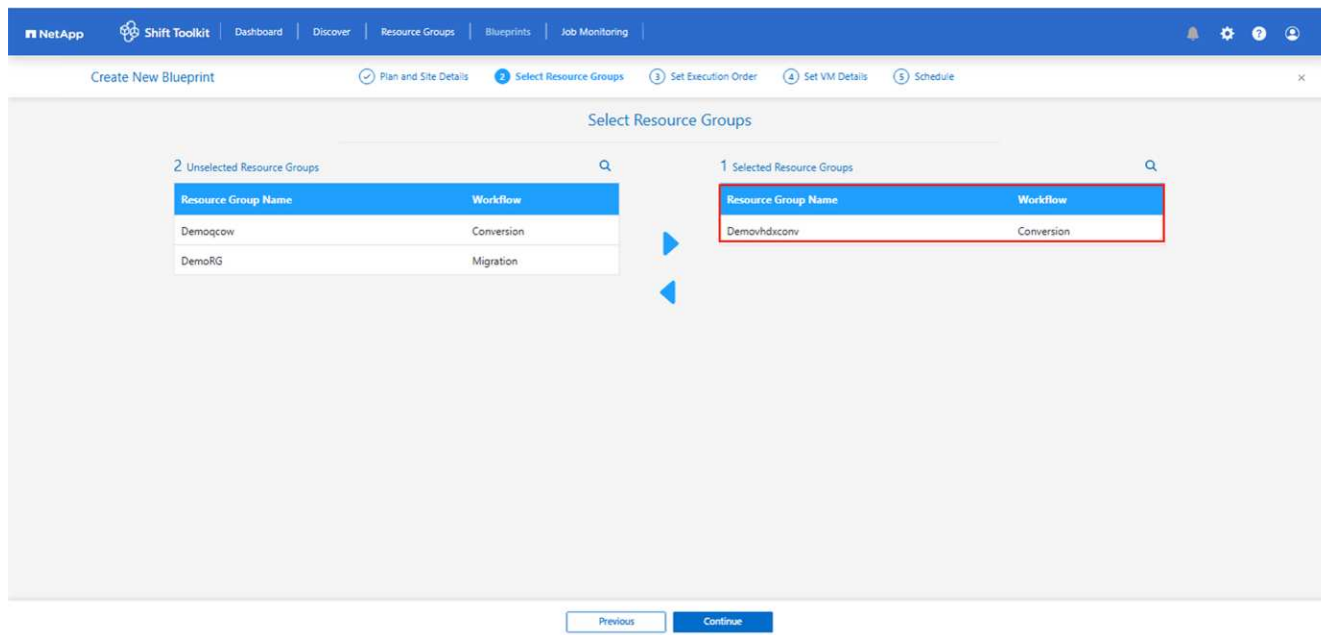 NetApp Shift Toolkit Dashboard Discover Resource Groups Blueprints Job Monitoring ?
Create New Blueprint Plan and Site Details 2 Select Resource Groups 3 Set Execution Order 4 Set VM Details 5 Schedule ×
Select Resource Groups
2 Unselected Resource Groups
Resource Group Name Workflow
Demoqcow Conversion
DemoRG Migration
1 Selected Resource Groups
Resource Group Name Workflow
Demovhdxconv Conversion
Previous Continue